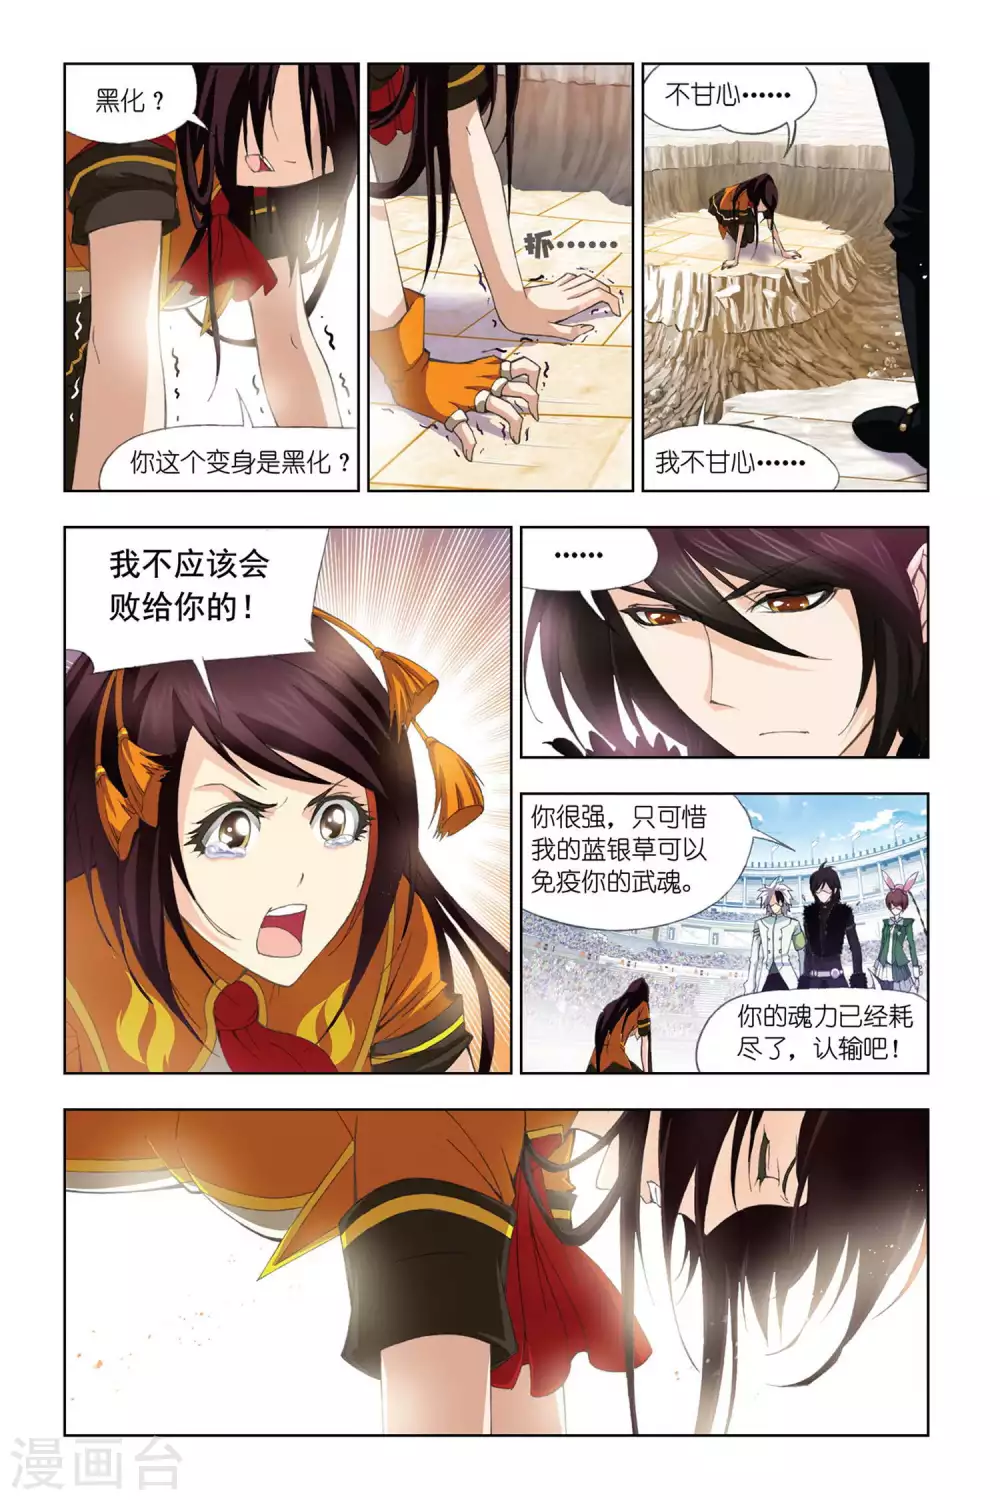 黑化？
你这个变身是黑化？
抓……
不甘心……
我不甘心……
我不应该会
败给你的！
……
你很强，只可惜
我的蓝银草可以
免疫你的武魂。
你的魂力已经耗
尽了，认输吧！
漫画台